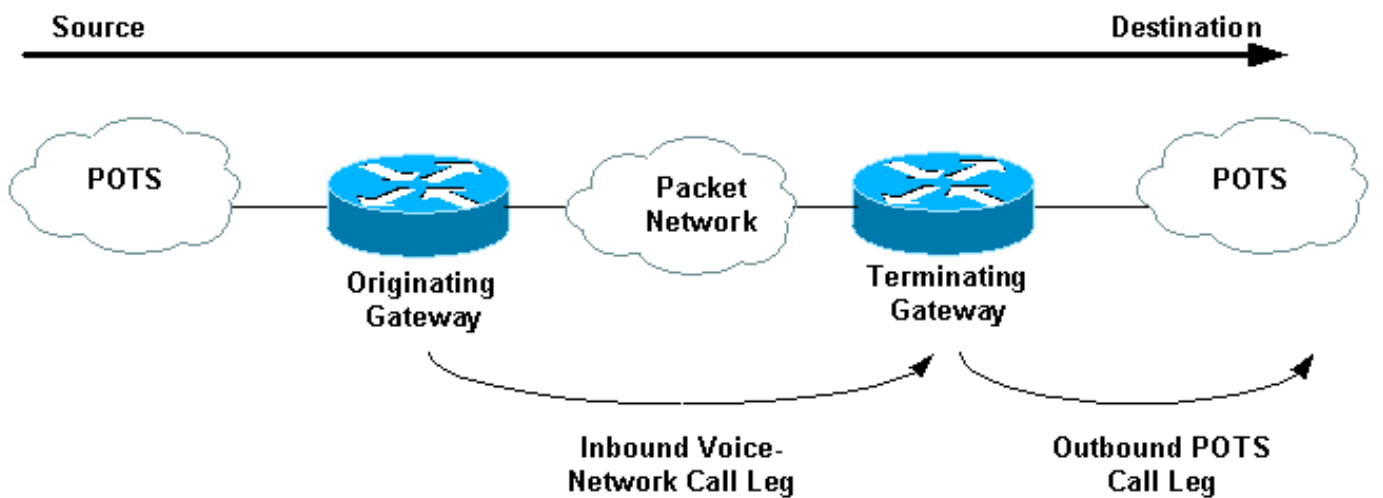 Source
Destination
POTS
Packet
Network
POTS
Originating
Gateway
Terminating
Gateway
Inbound Voice-
Network Call Leg
Outbound POTS
Call Leg